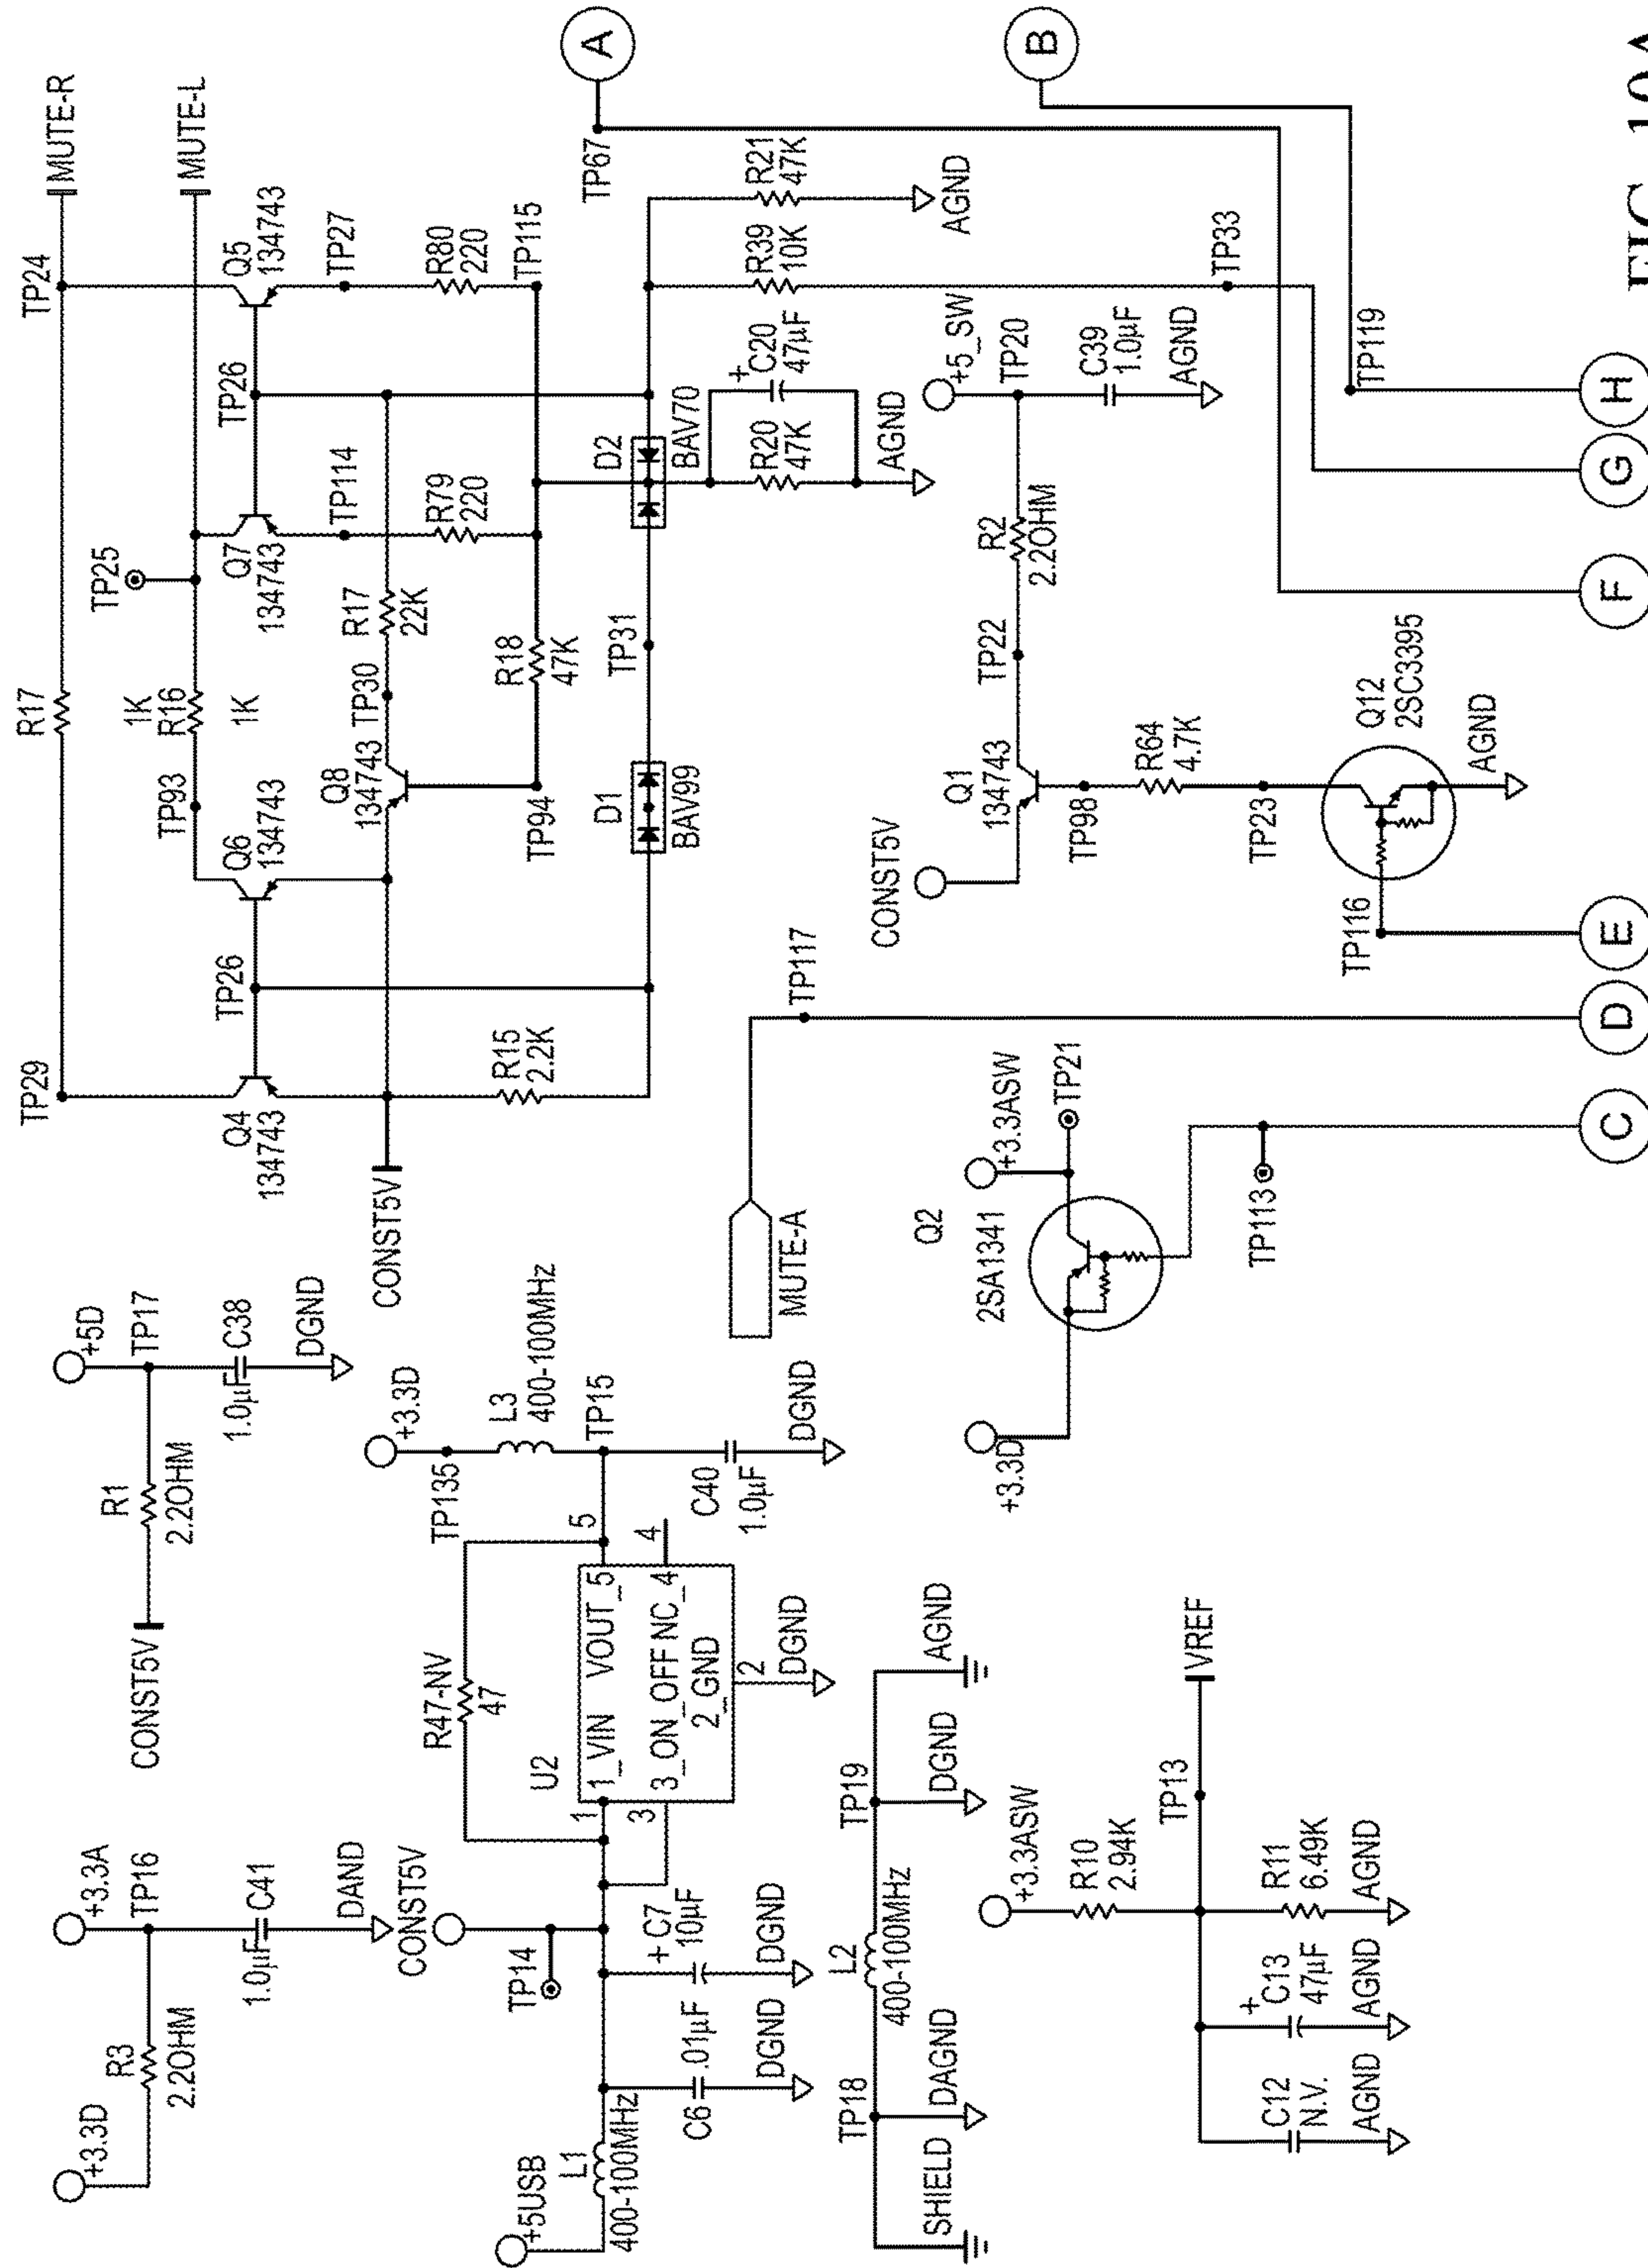 +3.3D
R3
2.2OHM
+3.3A
TP16
1.0µF
C41
DAND
CONST5V
R1
2.2OHM
+5D
TP17
1.0µF
C38
DGND
+5USB
L1
400-100MHz
C6
.01µF
DGND
TP14
CONST5V
+ C7
10µF
DGND
R47-NV
47
U2
1
3
1_VIN
VOUT_5
3_ON_OFF
NC_4
2_GND
5
4
2
DGND
+3.3D
TP135
L3
400-100MHz
TP15
C40
1.0µF
DGND
SHIELD
TP18
DAGND
L2
400-100MHz
TP19
DGND
AGND
+3.3ASW
R10
2.94K
TP13
VREF
C12
N.V.
AGND
+
C13
47µF
AGND
R11
6.49K
AGND
TP29
R17
1K
TP24
MUTE-R
TP93
R16
1K
TP25
MUTE-L
Q4
134743
TP26
Q6
134743
Q7
134743
TP26
Q5
134743
CONST5V
R15
2.2K
Q8
134743
TP30
R17
22K
TP114
R79
220
TP27
R80
220
TP115
TP94
R18
47K
D1
BAV99
TP31
D2
BAV70
R20
47K
+
C20
47µF
AGND
R39
10K
R21
47K
AGND
TP33
TP67
A
B
MUTE-A
TP117
+3.3D
Q2
2SA1341
+3.3ASW
TP21
TP113
CONST5V
Q1
134743
TP22
R2
2.2OHM
+5_SW
TP20
C39
1.0µF
AGND
TP98
R64
4.7K
TP23
TP116
Q12
2SC3395
AGND
TP119
C
D
E
F
G
H
FIG. 10A